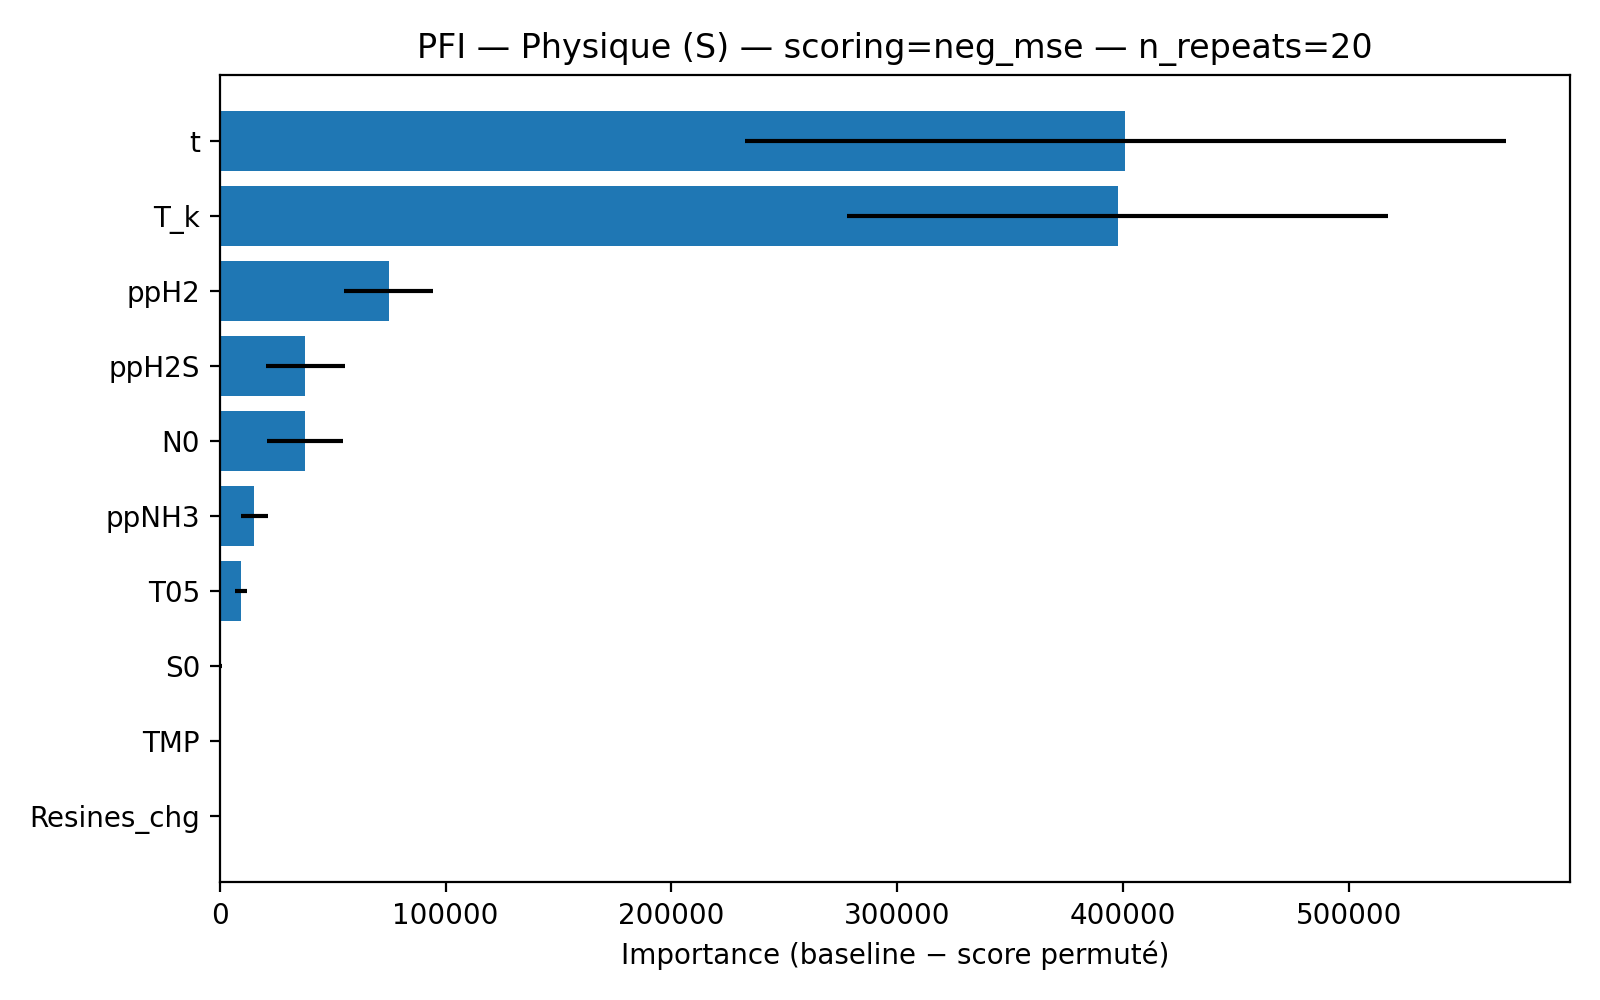 PFI — Physique (S) — scoring=neg_mse — n_repeats=20
t
T_k
ppH2
ppH2S
N0
ppNH3
T05
S0
TMP
Resines_chg
0 100000 200000 300000 400000 500000
Importance (baseline − score permuté)